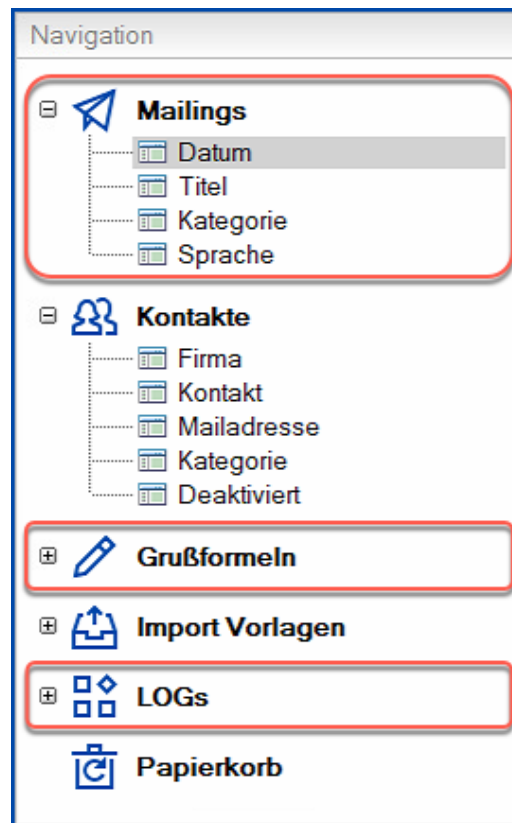 Navigation
Mailings
Datum
Titel
Kategorie
Sprache
Kontakte
Firma
Kontakt
Mailadresse
Kategorie
Deaktiviert
Grußformeln
Import Vorlagen
LOGs
Papierkorb